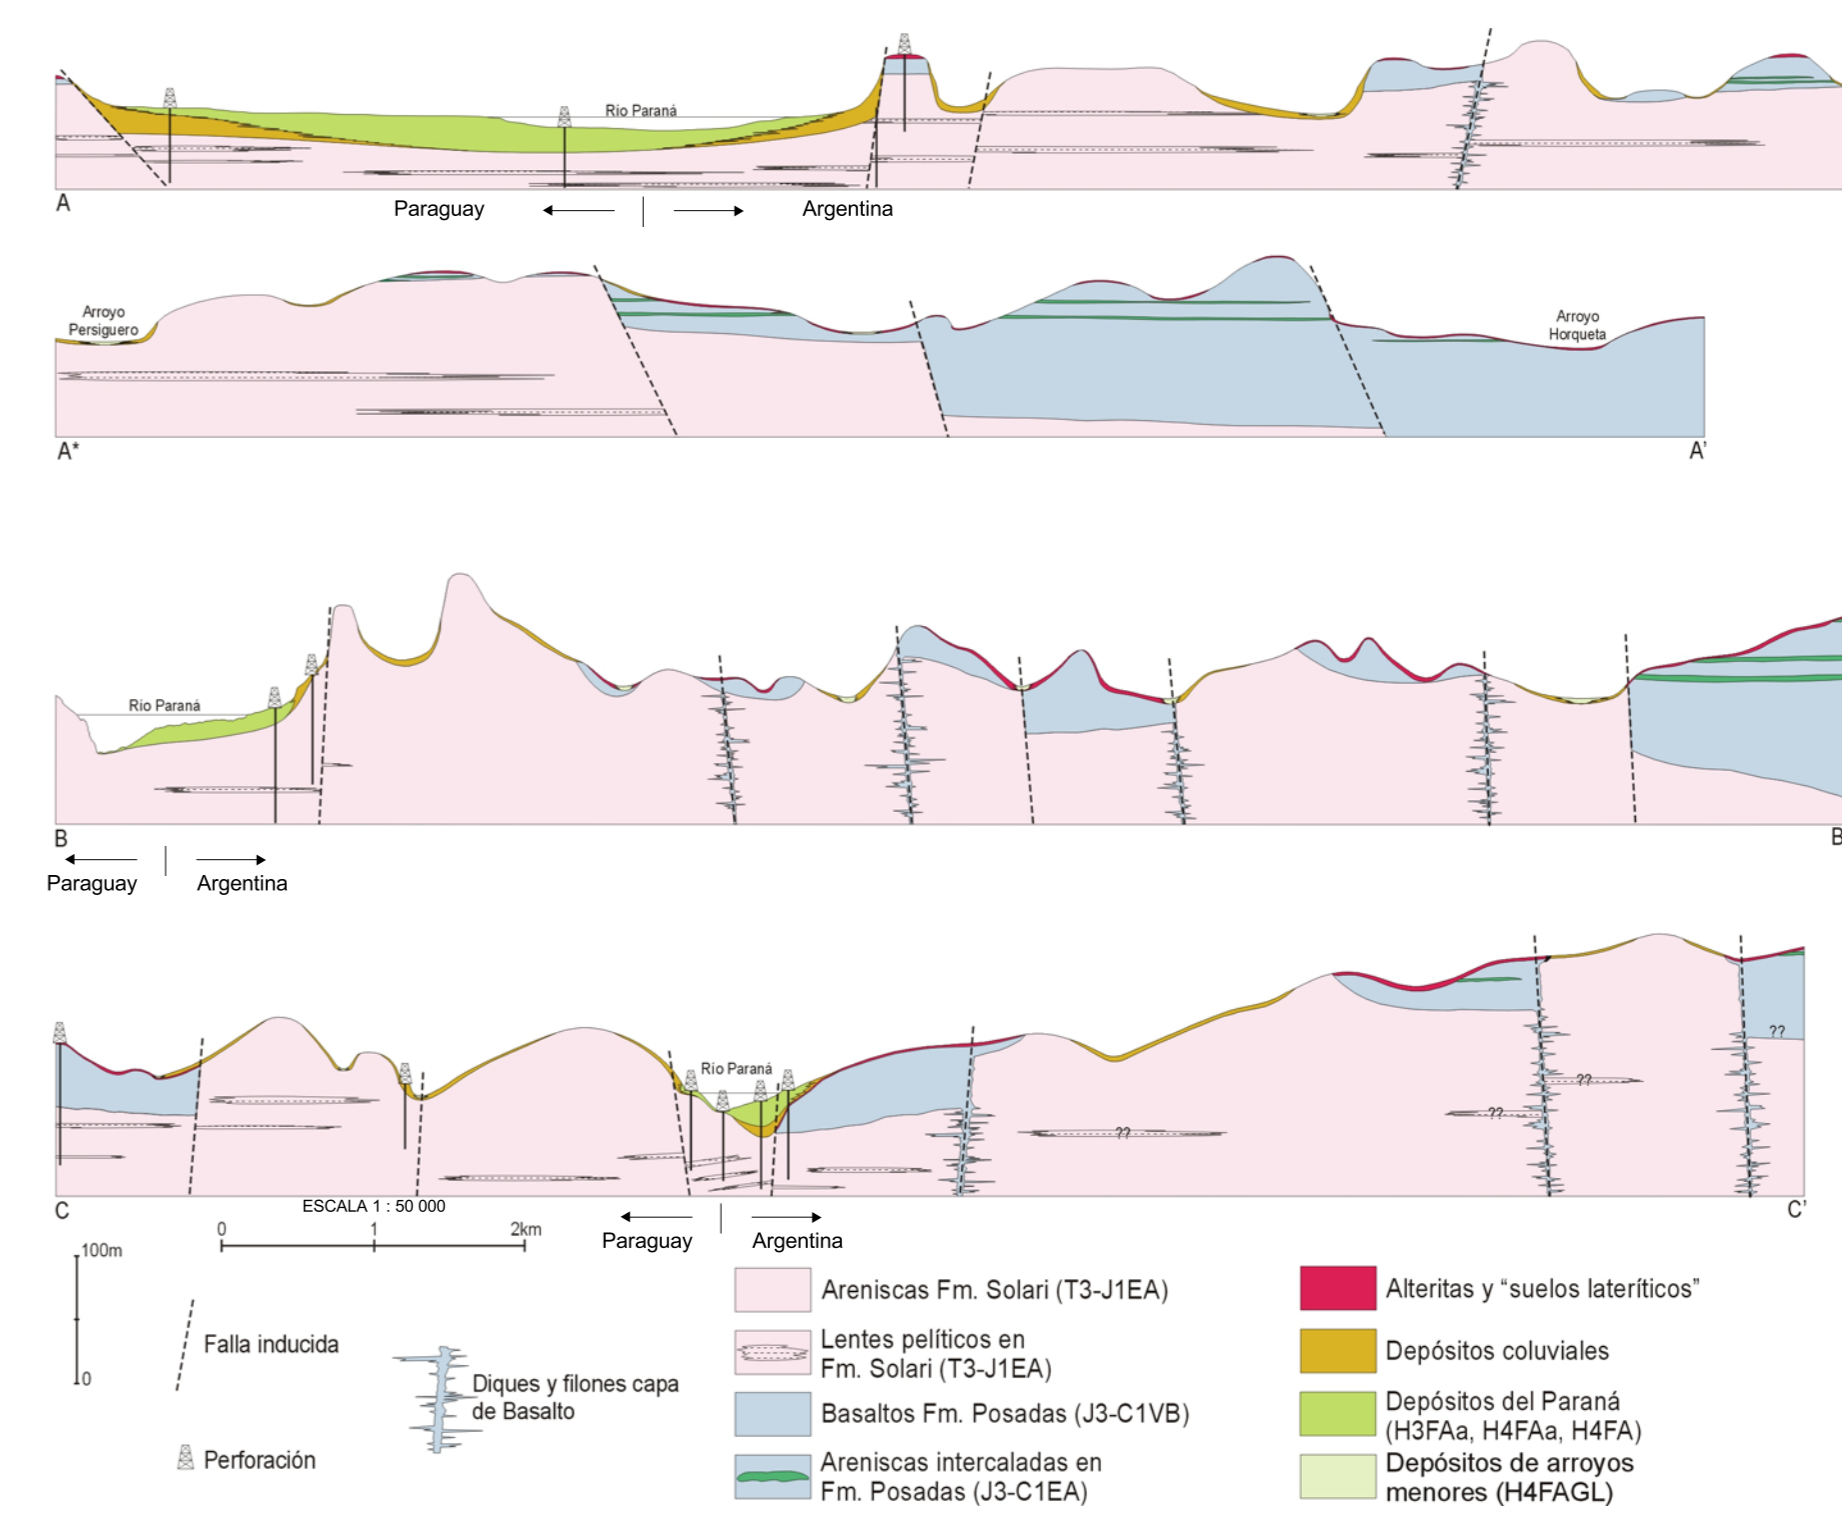 Río Paraná
A
Paraguay
Argentina
Arroyo
Persiguero
Arroyo
Horqueta
A*
A'
Río Paraná
B
B
Paraguay
Argentina
Río Paraná
??
??
??
??
C
C'
ESCALA 1 : 50 000
Paraguay
Argentina
0 1 2km
100m
0
Falla inducida
Diques y filones capa
de Basalto
Perforación
Areniscas Fm. Solari (T3-J1EA)
Lentes pelíticos en
Fm. Solari (T3-J1EA)
Basaltos Fm. Posadas (J3-C1VB)
Areniscas intercaladas en
Fm. Posadas (J3-C1EA)
Alteritas y “suelos lateríticos”
Depósitos coluviales
Depósitos del Paraná
(H3FAa, H4FAa, H4FA)
Depósitos de arroyos
menores (H4FAGL)